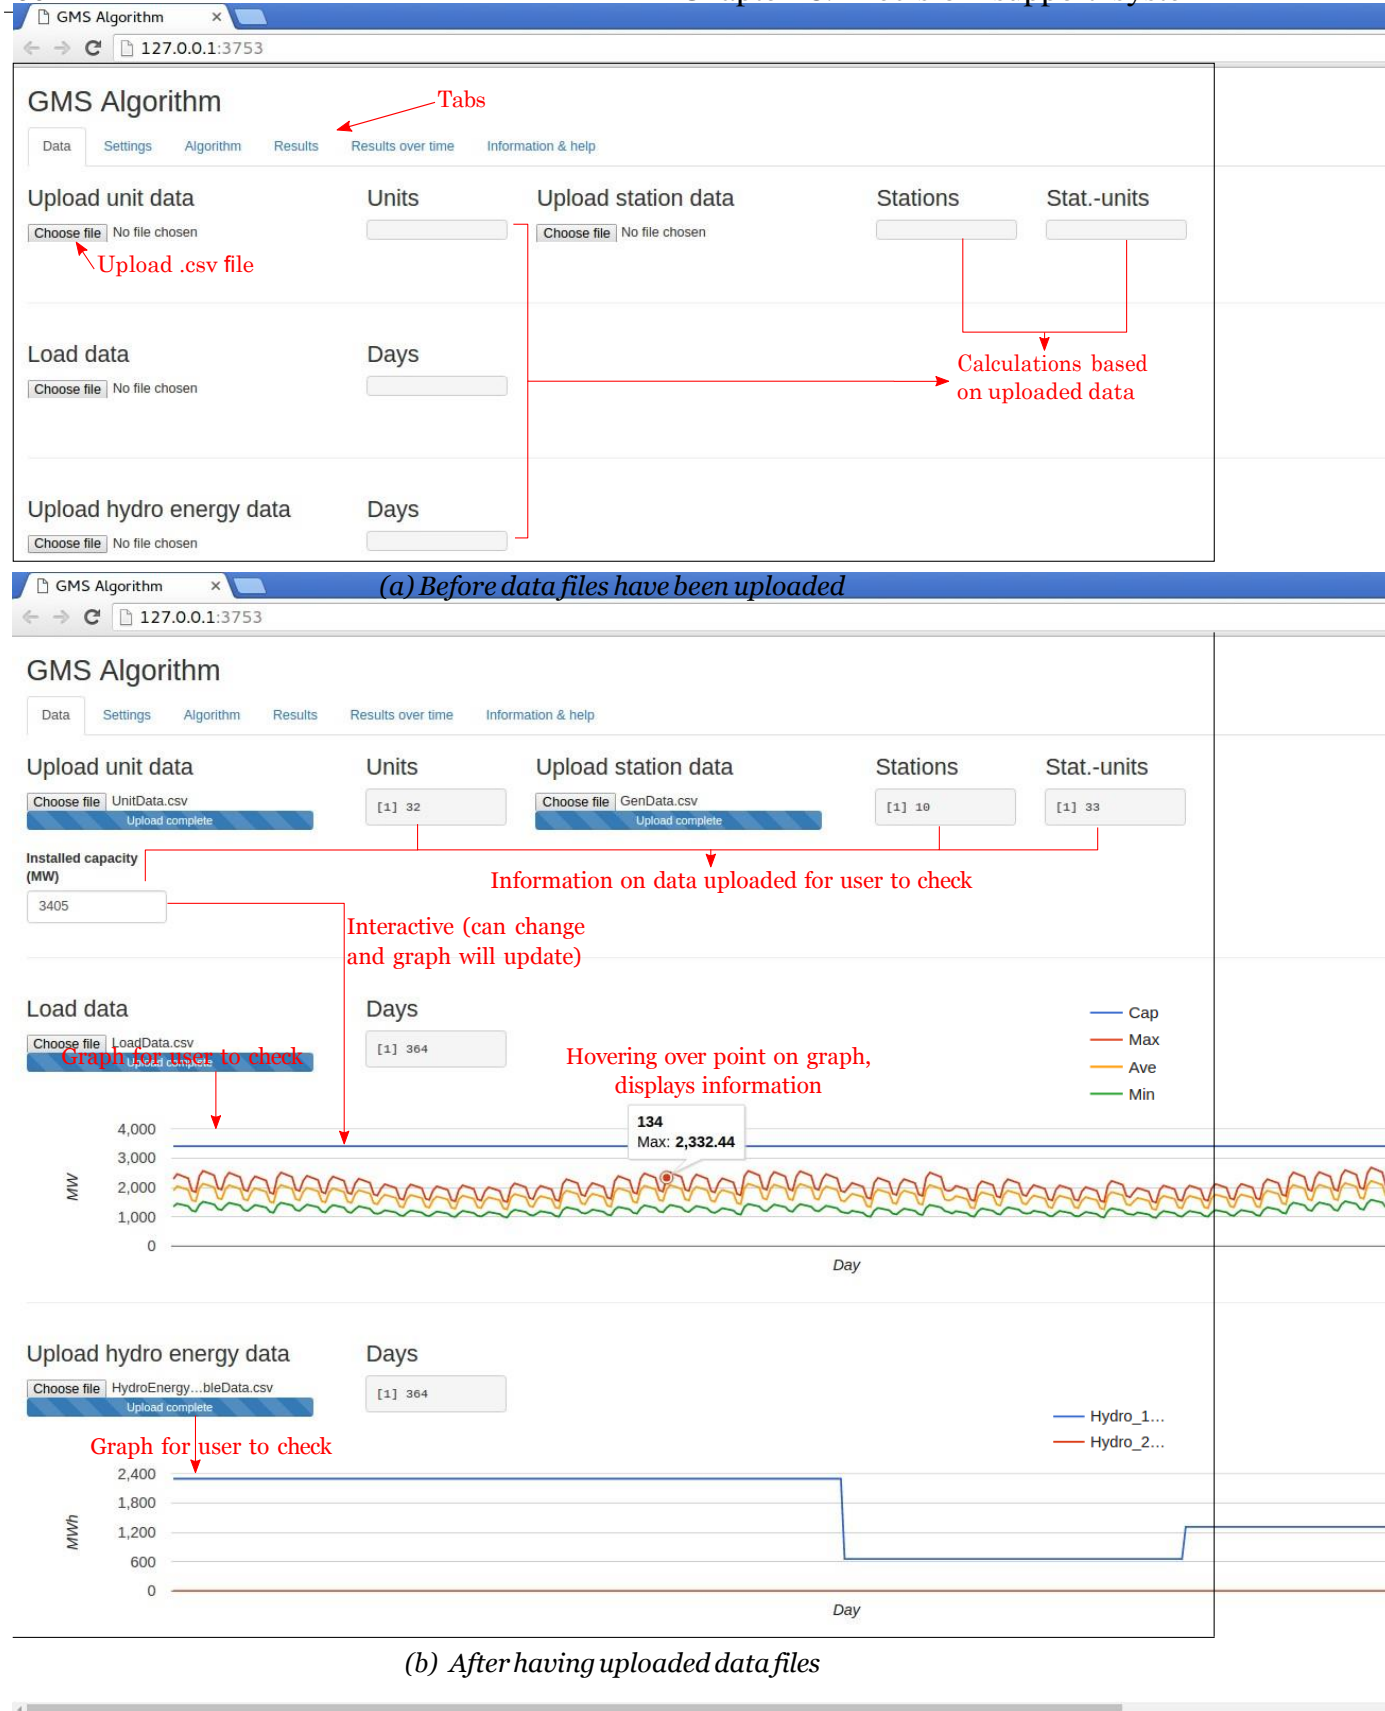 GMS Algorithm
127.0.0.1:3753
GMS Algorithm
Tabs
Data Settings Algorithm Results Results over time Information & help
Upload unit data Units Upload station data Stations Stat.-units
Choose file No file chosen Choose file No file chosen
Upload .csv file
Load data Days
Calculations based
on uploaded data
Choose file No file chosen
Upload hydro energy data Days
Choose file No file chosen
GMS Algorithm
(a) Before data files have been uploaded
127.0.0.1:3753
GMS Algorithm
Data Settings Algorithm Results Results over time Information & help
Upload unit data Units Upload station data Stations Stat.-units
Choose file UnitData.csv [1] 32 Choose file GenData.csv [1] 10 [1] 33
Upload complete Upload complete
Installed capacity
(MW)
Information on data uploaded for user to check
3405
Interactive (can change
and graph will update)
Load data Days
Cap
Max
Ave
Min
Choose file LoadData.csv [1] 364
Upload complete
Graph for user to check
Hovering over point on graph,
displays information
134
Max: 2,332.44
4,000
3,000
2,000
1,000
0
MW
Day
Upload hydro energy data Days
Choose file HydroEnergy...bleData.csv [1] 364
Upload complete
Hydro_1...
Hydro_2...
Graph for user to check
2,400
1,800
1,200
600
0
MWh
Day
(b) After having uploaded data files